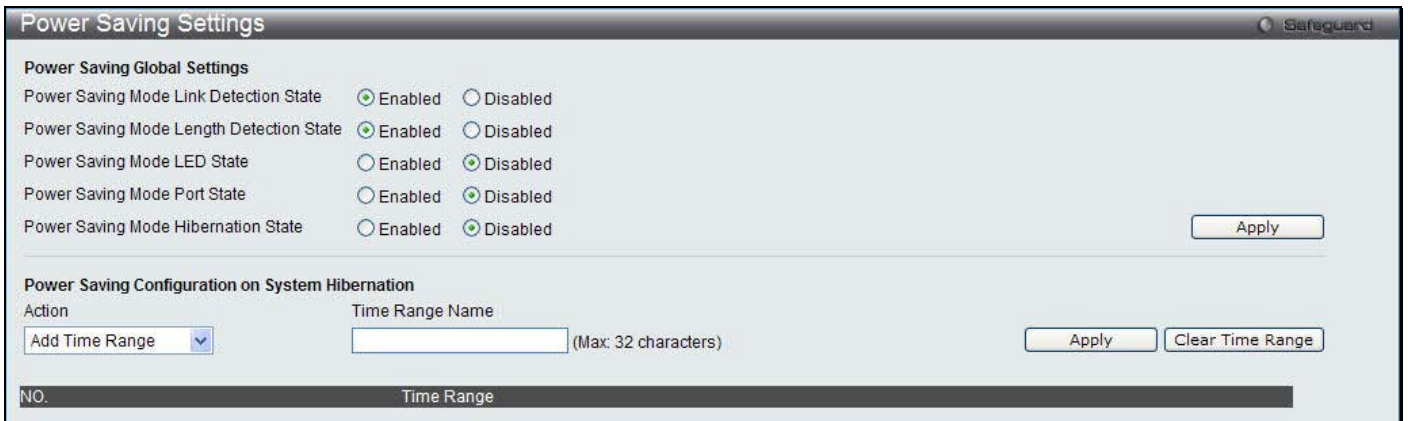 Power Saving Settings
Safeguard
Power Saving Global Settings
Power Saving Mode Link Detection State Enabled Disabled
Power Saving Mode Length Detection State Enabled Disabled
Power Saving Mode LED State Enabled Disabled
Power Saving Mode Port State Enabled Disabled
Power Saving Mode Hibernation State Enabled Disabled Apply
Power Saving Configuration on System Hibernation
Action Time Range Name
Add Time Range (Max: 32 characters) Apply Clear Time Range
NO. Time Range